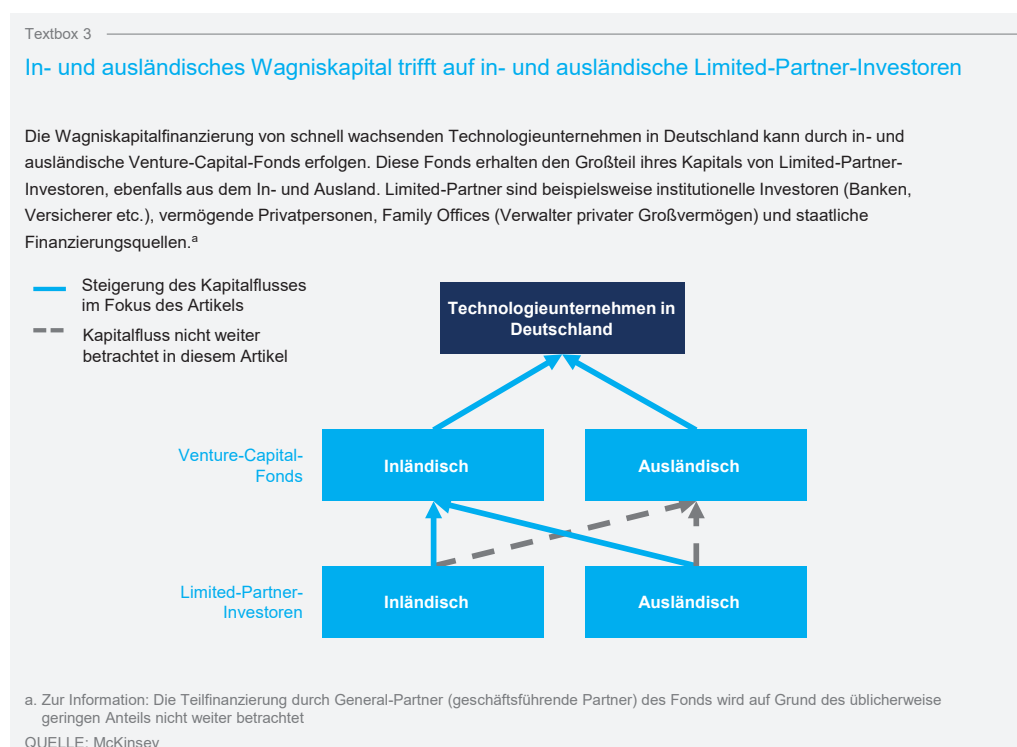 Textbox 3
In- und ausländisches Wagniskapital trifft auf in- und ausländische Limited-Partner-Investoren
Die Wagniskapitalfinanzierung von schnell wachsenden Technologieunternehmen in Deutschland kann durch in- und
ausländische Venture-Capital-Fonds erfolgen. Diese Fonds erhalten den Großteil ihres Kapitals von Limited-Partner-
Investoren, ebenfalls aus dem In- und Ausland. Limited-Partner sind beispielsweise institutionelle Investoren (Banken,
Versicherer etc.), vermögende Privatpersonen, Family Offices (Verwalter privater Großvermögen) und staatliche
Finanzierungsquellen.ᵃ
Steigerung des Kapitalflusses
im Fokus des Artikels
Kapitalfluss nicht weiter
betrachtet in diesem Artikel
Technologieunternehmen in
Deutschland
Venture-Capital-
Fonds
Inländisch
Ausländisch
Limited-Partner-
Investoren
Inländisch
Ausländisch
a. Zur Information: Die Teilfinanzierung durch General-Partner (geschäftsführende Partner) des Fonds wird auf Grund des üblicherweise
geringen Anteils nicht weiter betrachtet
QUELLE: McKinsey